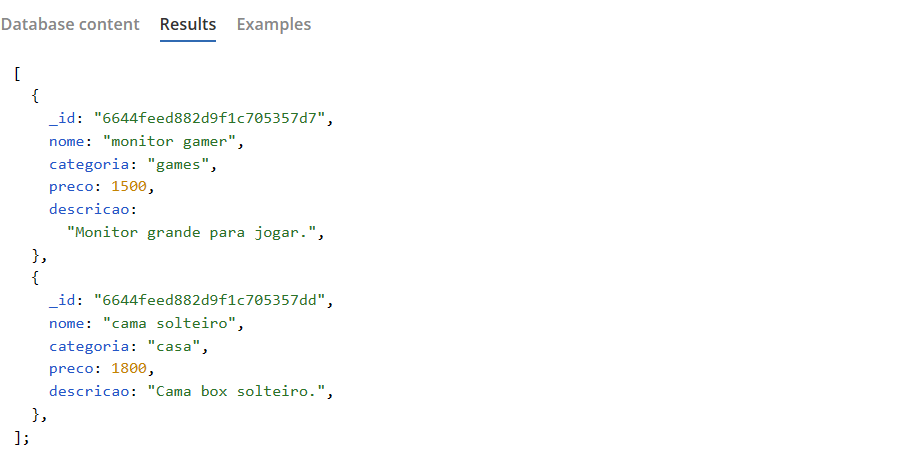 Database content Results Examples
[
{
_id: "6644feed882d9f1c705357d7",
nome: "monitor gamer",
categoria: "games",
preco: 1500,
descricao:
"Monitor grande para jogar.",
},
{
_id: "6644feed882d9f1c705357dd",
nome: "cama solteiro",
categoria: "casa",
preco: 1800,
descricao: "Cama box solteiro.",
},
];